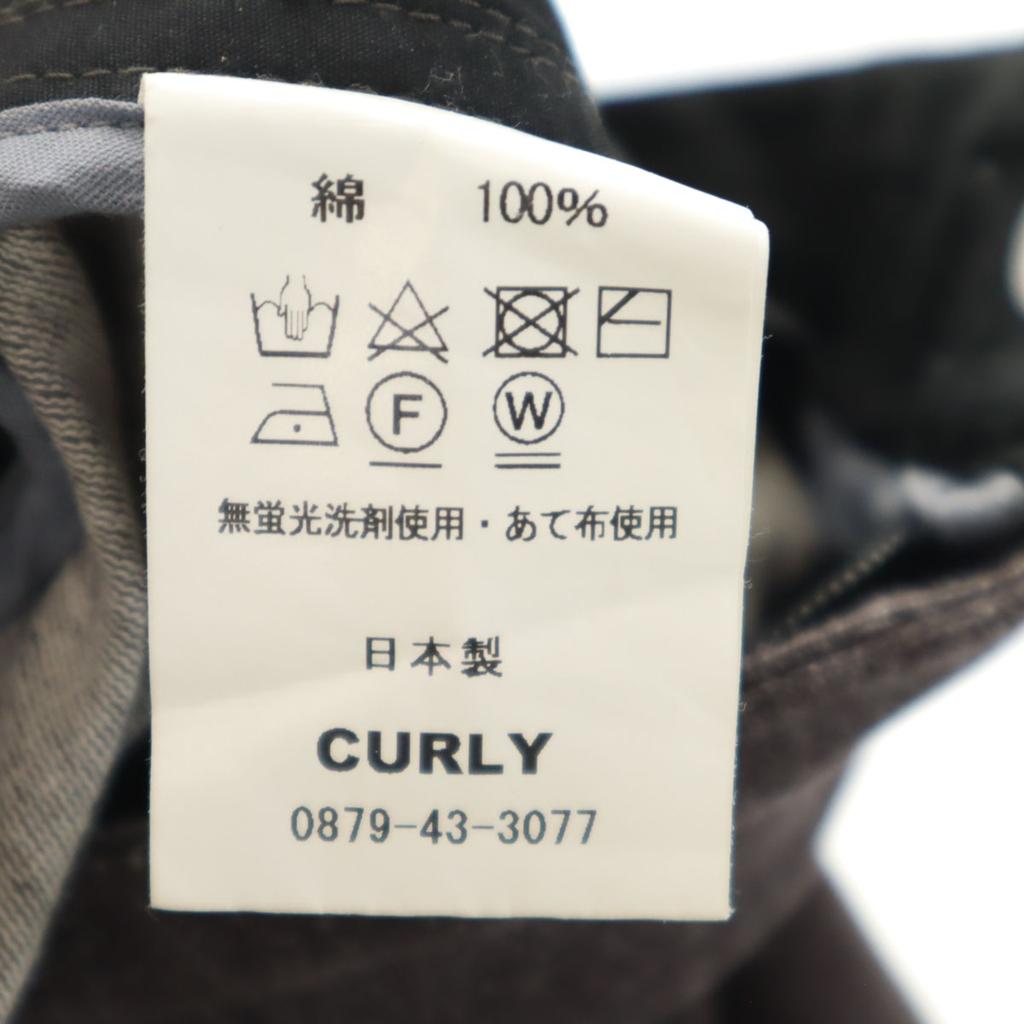 綿 100%
F W
無蛍光洗剤使用・あて布使用
日本製
CURLY
0879-43-3077